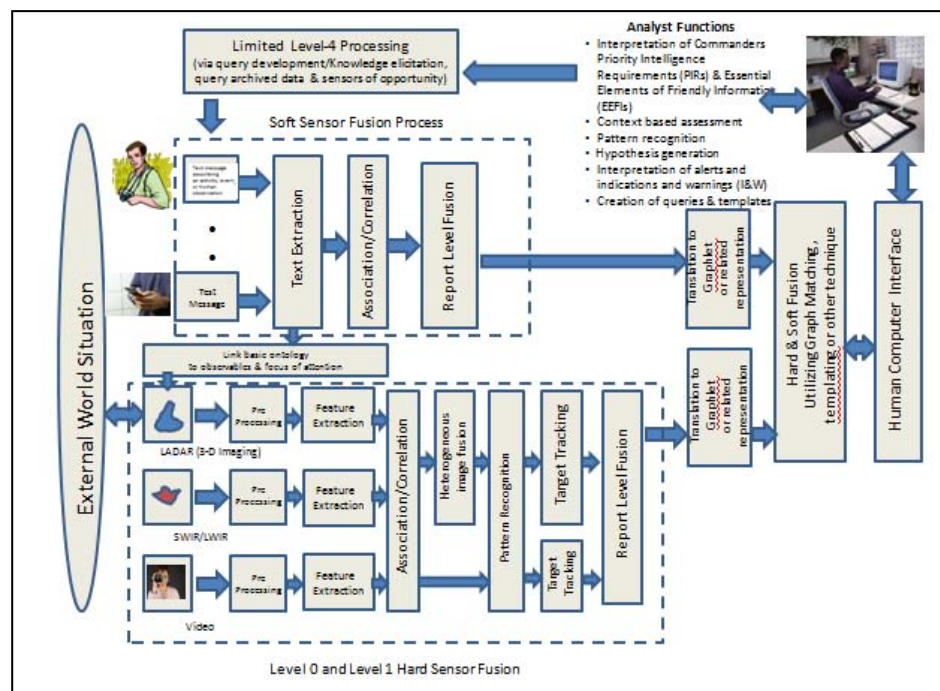 Limited Level-4 Processing
(via query development/Knowledge elicitation,
query archived data & sensors of opportunity)
Analyst Functions
• Interpretation of Commanders
Priority Intelligence
Requirements (PIRs) & Essential
Elements of Friendly Informatio
(EEFIs)
• Context based assessment
• Pattern recognition
• Hypothesis generation
• Interpretation of alerts and
indications and warnings (I&W)
• Creation of queries & templates
Soft Sensor Fusion Process
Text message
describing
an activity, event,
or human
observation
Text
Message
Text Extraction
Association/Correlation
Report Level Fusion
Translation to
Graphlet
or related
representation
Hard & Soft Fusion
Utilizing Graph Matching,
templating or other technique
Human Computer Interface
External World Situation
Link basic ontology
to observables & focus of attention
LADAR (3-D Imaging)
Pre
Processing
Feature
Extraction
SWIR/LWIR
Pre
Processing
Feature
Extraction
Video
Pre
Processing
Feature
Extraction
Association/Correlation
Heterogeneous
image fusion
Pattern Recognition
Target Tracking
Target
Tracking
Report Level Fusion
Translation to
Graphlet
or related
representation
Level 0 and Level 1 Hard Sensor Fusion